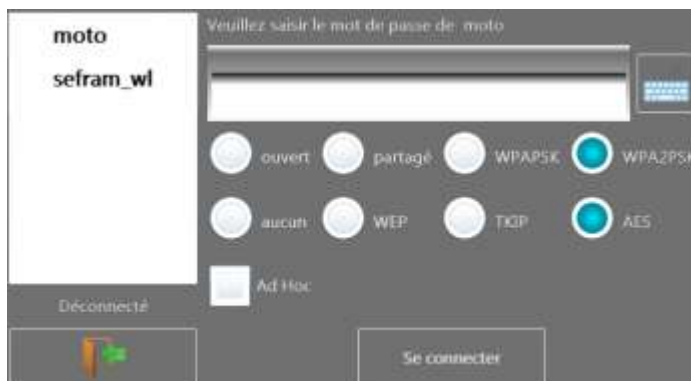 moto
sefram_wl
Déconnecté
Veuillez saisir le mot de passe de moto
ouvert partagé WPAPSK WPA2PSK
aucun WEP TKIP AES
Ad Hoc
Se connecter